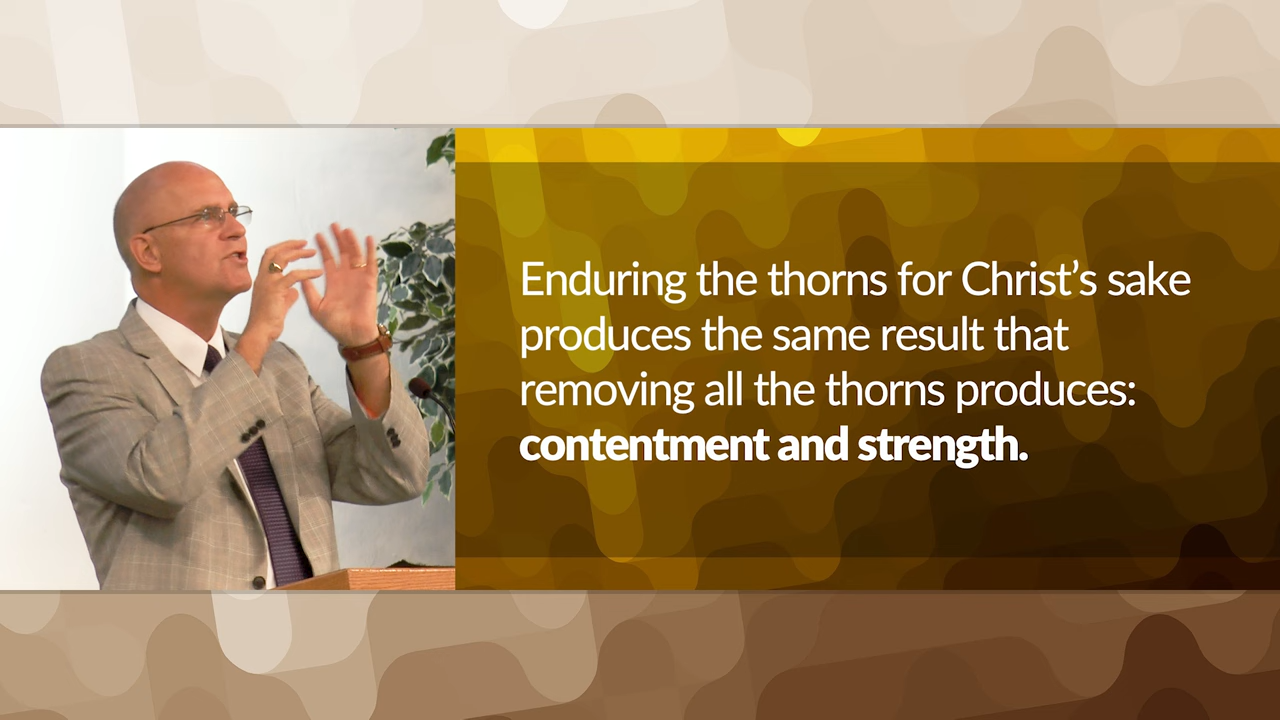 Enduring the thorns for Christ’s sake
produces the same result that
removing all the thorns produces:
contentment and strength.